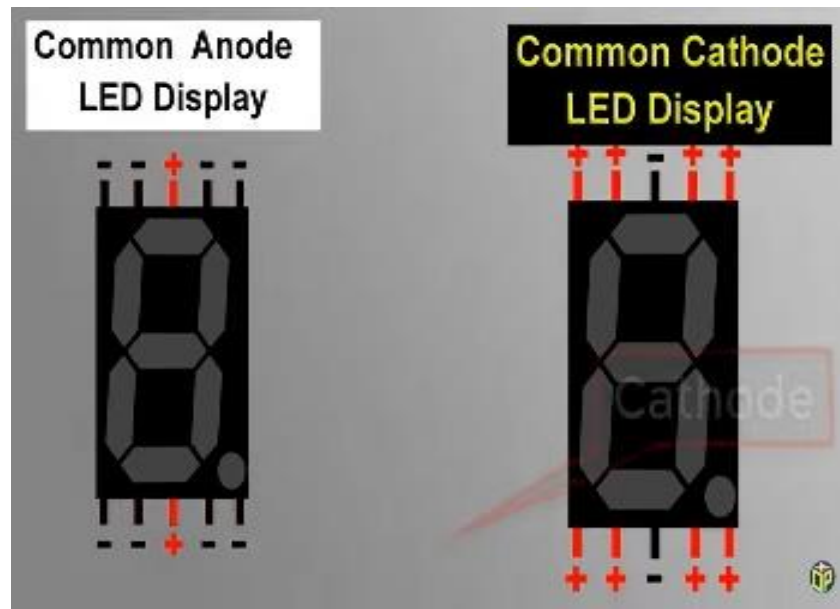 Common Anode
LED Display
Common Cathode
LED Display
- - + - -
+ + - + +
Cathode
- - + - -
+ + - + +